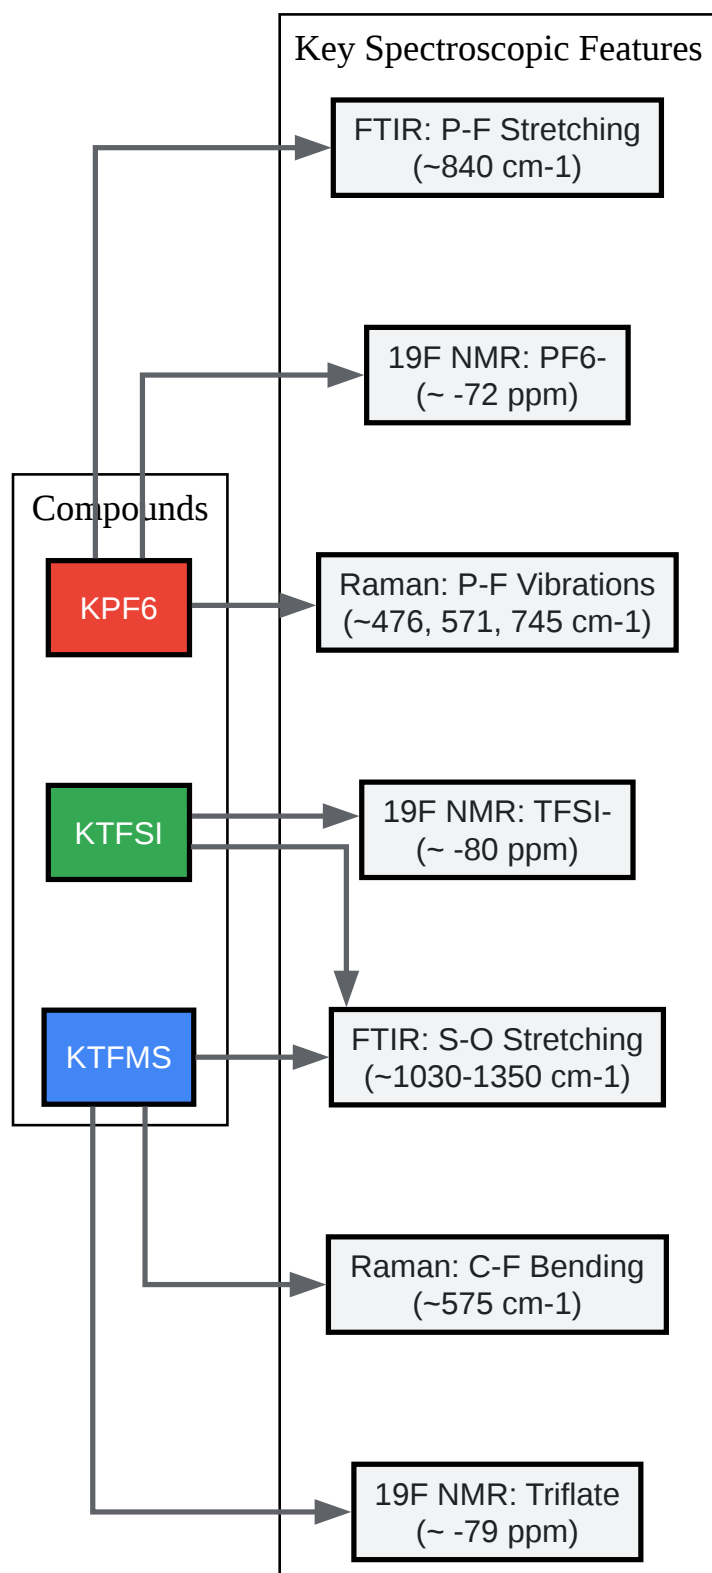 Key Spectroscopic Features
FTIR: P-F Stretching
(~840 cm-1)
19F NMR: PF6-
(~ -72 ppm)
Compounds
KPF6
Raman: P-F Vibrations
(~476, 571, 745 cm-1)
KTFSI
19F NMR: TFSI-
(~ -80 ppm)
KTFMS
FTIR: S-O Stretching
(~1030-1350 cm-1)
Raman: C-F Bending
(~575 cm-1)
19F NMR: Triflate
(~ -79 ppm)